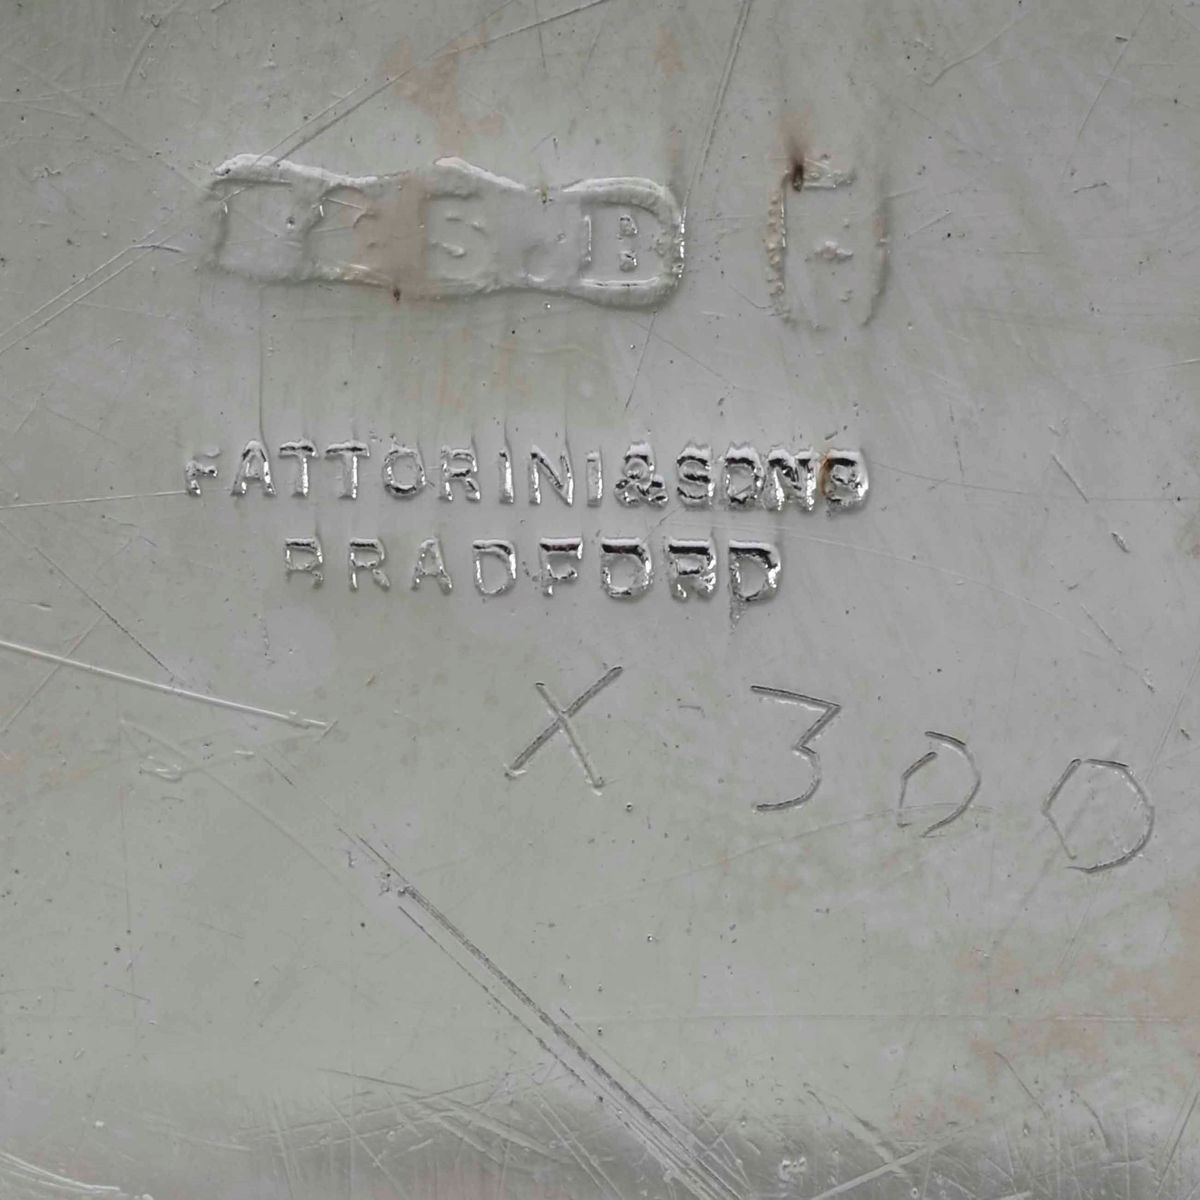 FATTORINI & SONS
BRADFORD
X 300